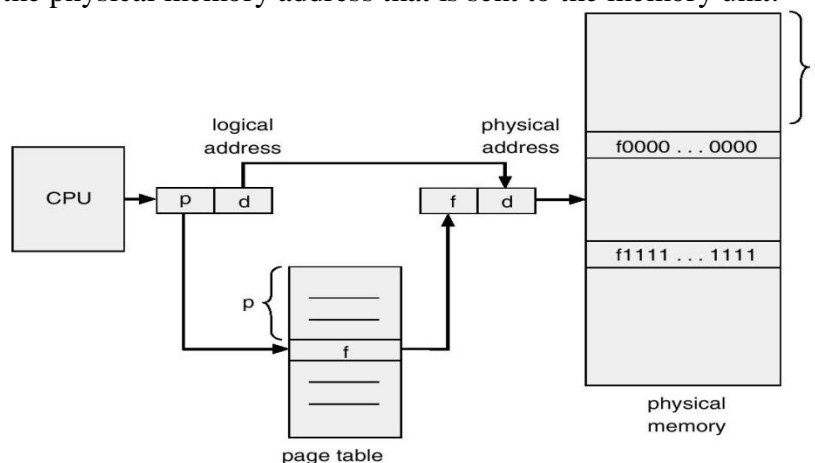 the physical memory address that is sent to the memory unit.
logical
address
physical
address
f0000 . . . 0000
CPU
p
d
f
d
f1111 . . . 1111
p
f
physical
memory
page table